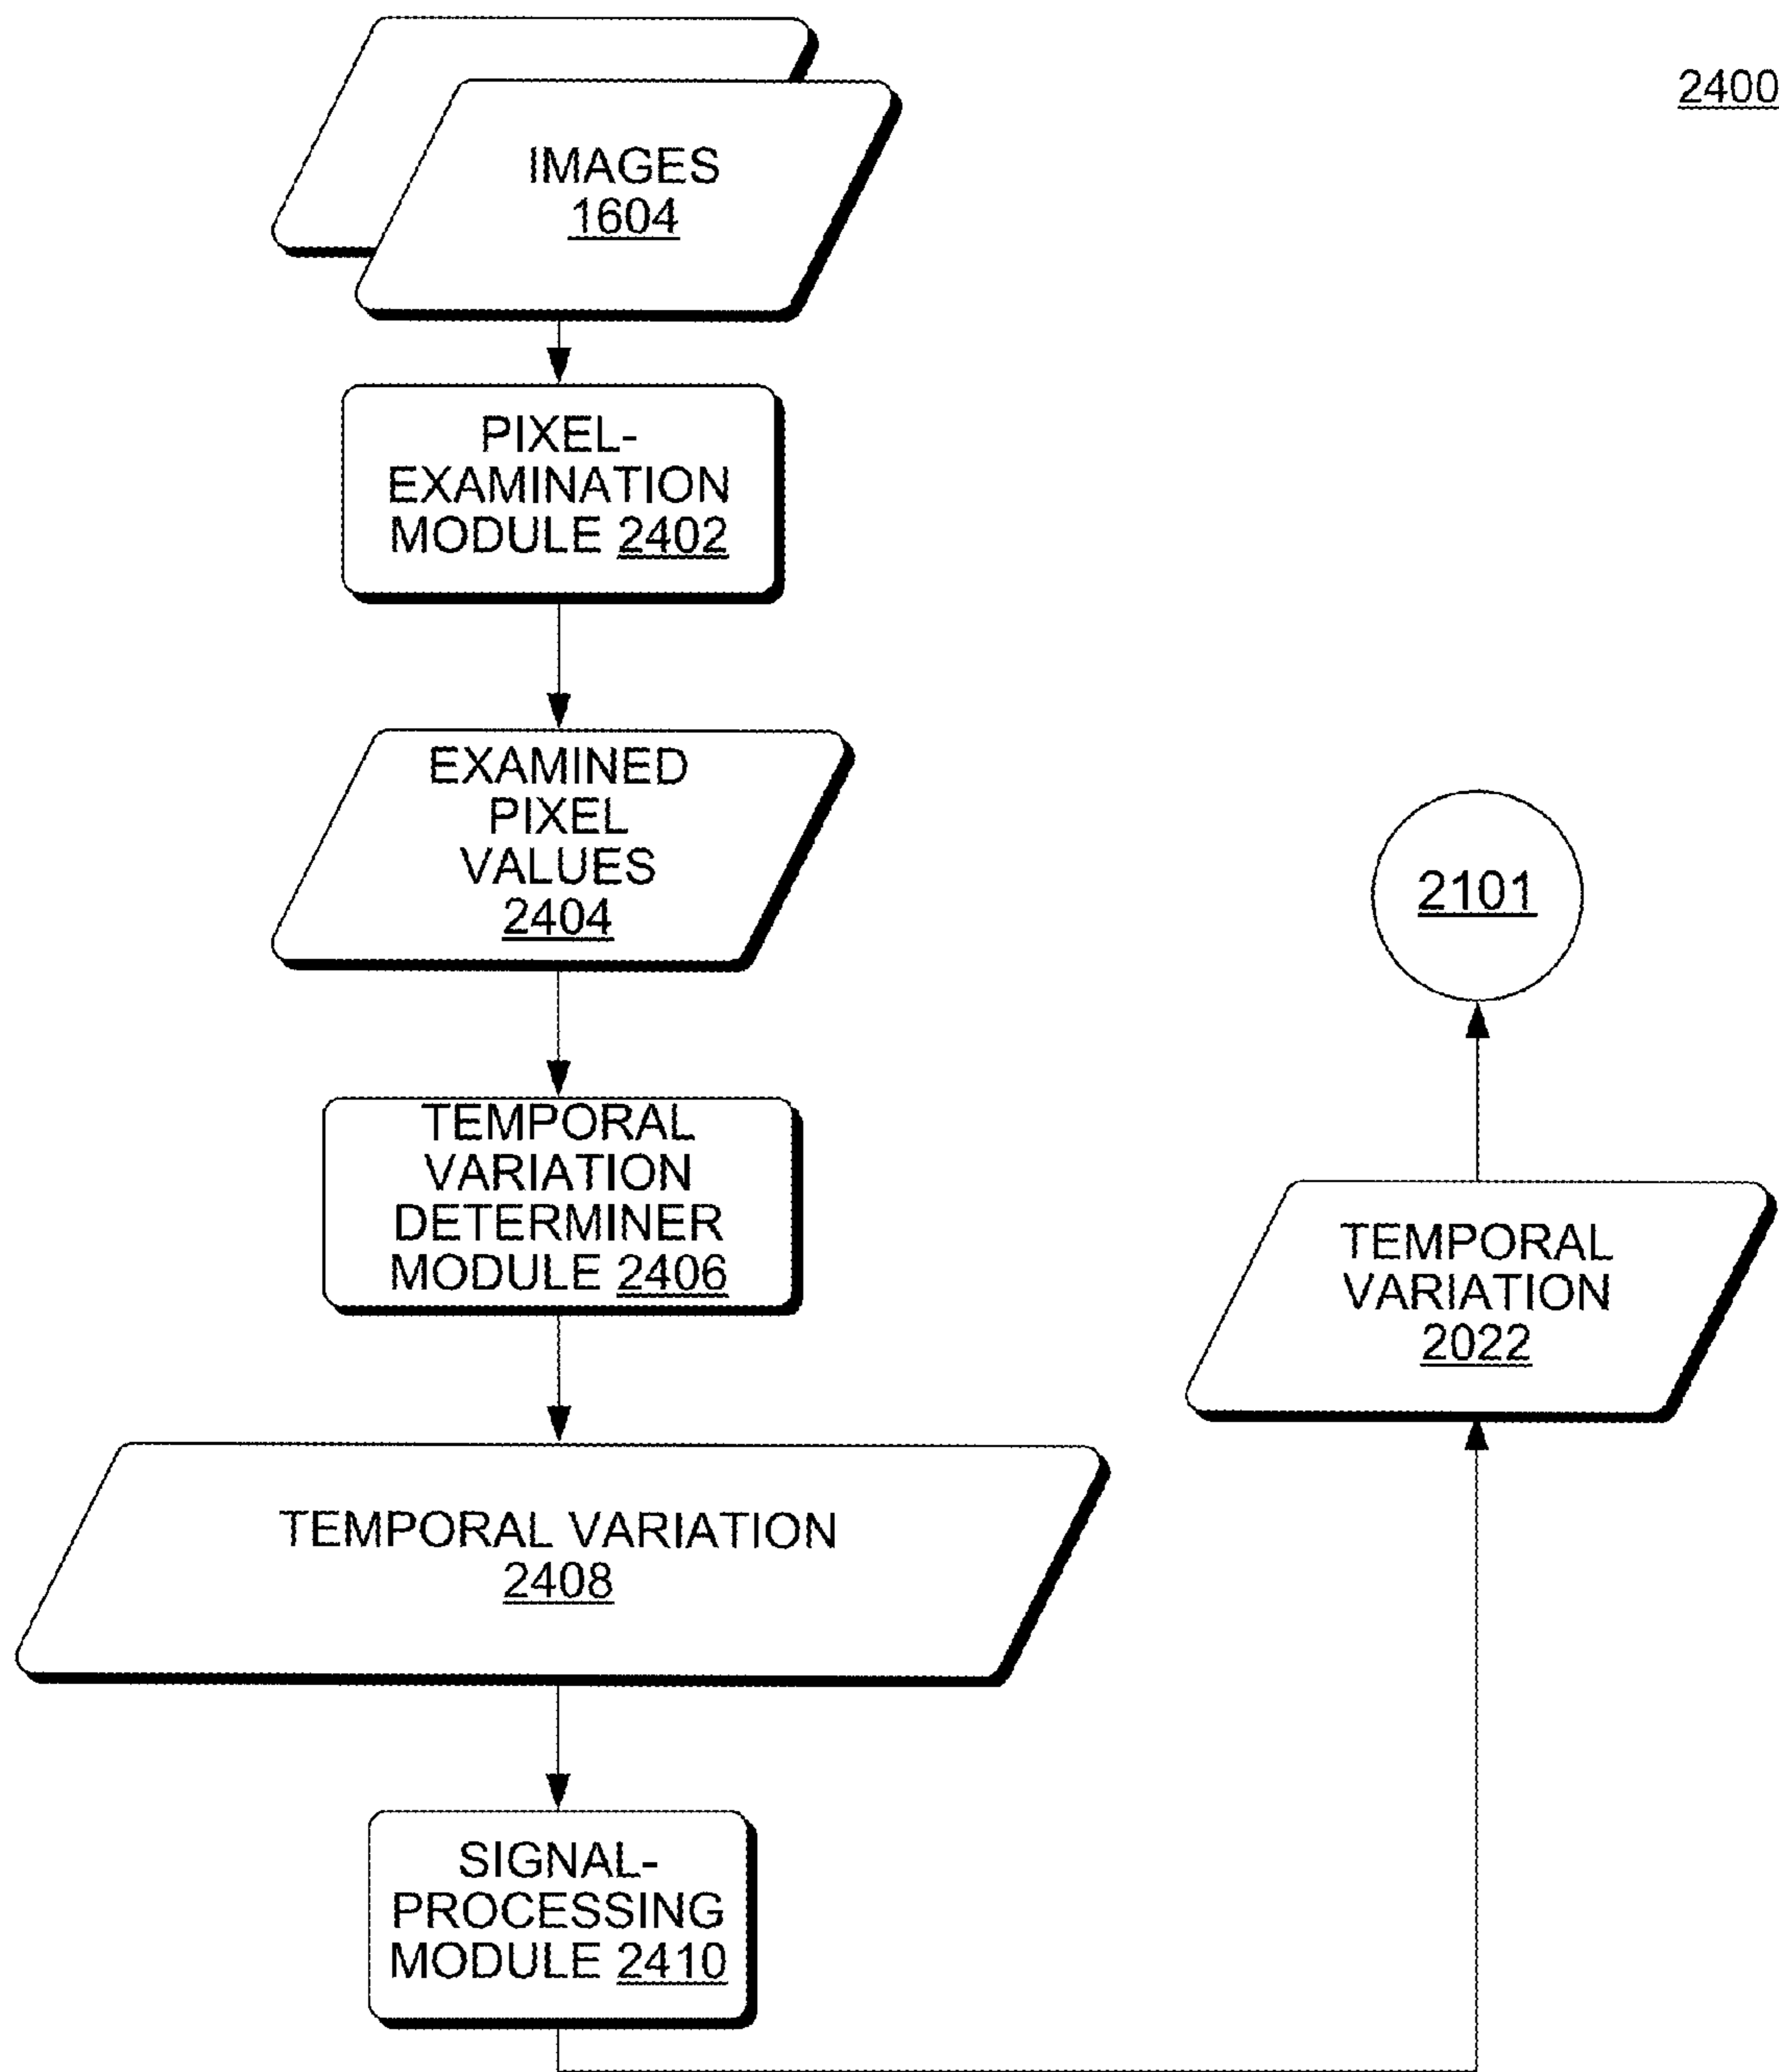 2400
IMAGES
1604
PIXEL-
EXAMINATION
MODULE 2402
EXAMINED
PIXEL
VALUES
2404
TEMPORAL
VARIATION
DETERMINER
MODULE 2406
TEMPORAL VARIATION
2408
SIGNAL-
PROCESSING
MODULE 2410
TEMPORAL
VARIATION
2022
2101